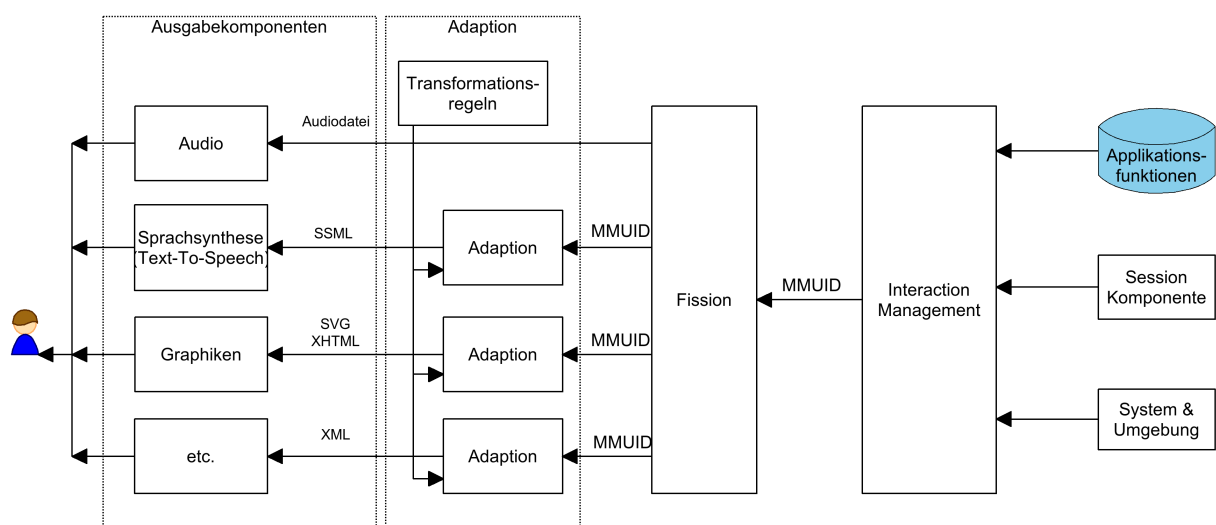 Ausgabekomponenten
Adaption
Transformations-
regeln
Audiodatei
Audio
Applikations-
funktionen
Sprachsynthese
(Text-To-Speech)
SSML
Adaption
MMUID
Fission
MMUID
Interaction
Management
Session
Komponente
Graphiken
SVG
XHTML
Adaption
MMUID
System &
Umgebung
etc.
XML
Adaption
MMUID